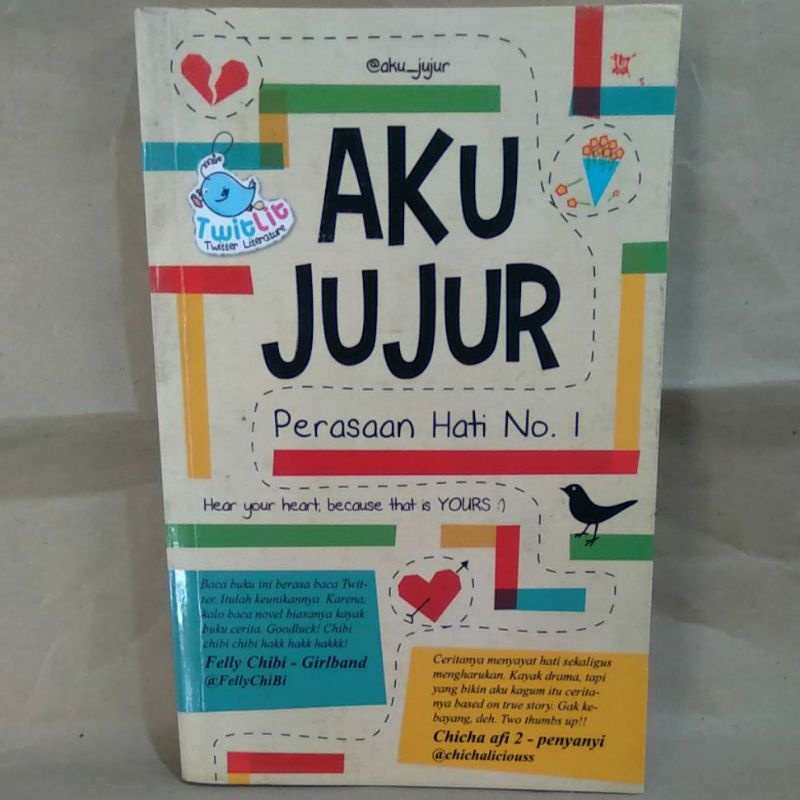 @aku_jujur
AKU
JUJUR
TwitLit
Twitter Literature
Perasaan Hati No. 1
Hear your heart, because that is YOURS :)
Baca buku ini berasa baca Twit-
ter. Itulah keunikannya. Karena,
kalo baca novel biasanya kayak
buku cerita. Goodluck! Chibi
chibi chibi hakk hakk hakkk!
Felly Chibi - Girlband
@FellyChiBi
Ceritanya menyayat hati sekaligus
mengharukan. Kayak drama, tapi
yang bikin aku kagum itu cerita-
nya based on true story. Gak ke-
bayang, deh. Two thumbs up!!
Chicha afi 2 - penyanyi
@chichaliciouss